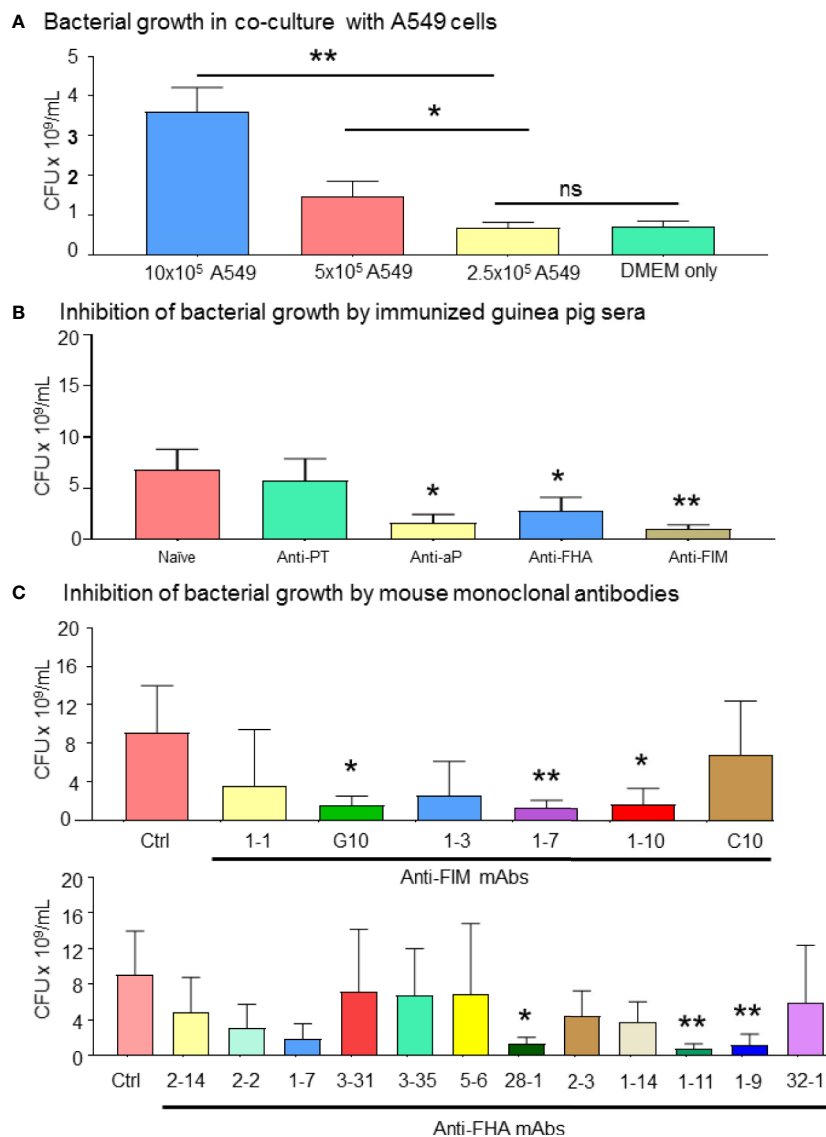 A Bacterial growth in co-culture with A549 cells
CFU x 10⁹/mL
5
4
3
2
1
0
**
*
ns
10x10⁵ A549 5x10⁵ A549 2.5x10⁵ A549 DMEM only
B Inhibition of bacterial growth by immunized guinea pig sera
CFU x 10⁹/mL
20
15
10
5
0
* * **
Naïve Anti-PT Anti-aP Anti-FHA Anti-FIM
C Inhibition of bacterial growth by mouse monoclonal antibodies
CFU x 10⁹/mL
20
16
12
8
4
0
* ** *
Ctrl 1-1 G10 1-3 1-7 1-10 C10
Anti-FIM mAbs
CFU x 10⁹/mL
20
16
12
8
4
0
* ** **
Ctrl 2-14 2-2 1-7 3-31 3-35 5-6 28-1 2-3 1-14 1-11 1-9 32-1
Anti-FHA mAbs